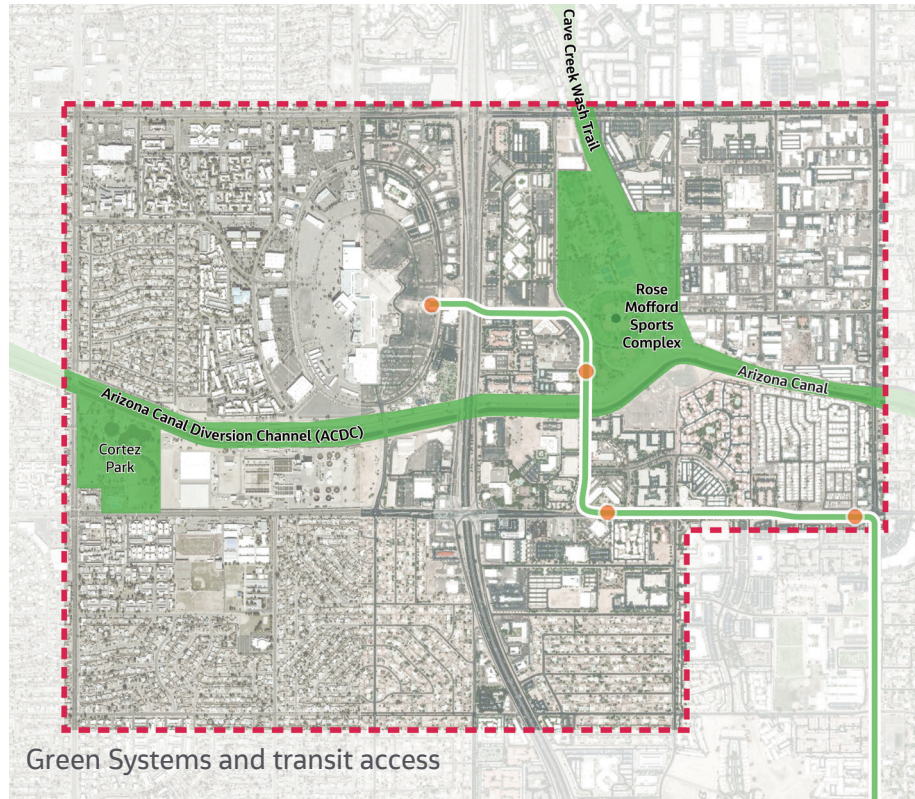 Cave Creek Wash Trail
Rose
Mofford
Sports
Complex
Arizona Canal
Arizona Canal Diversion Channel (ACDC)
Cortez
Park
Green Systems and transit access